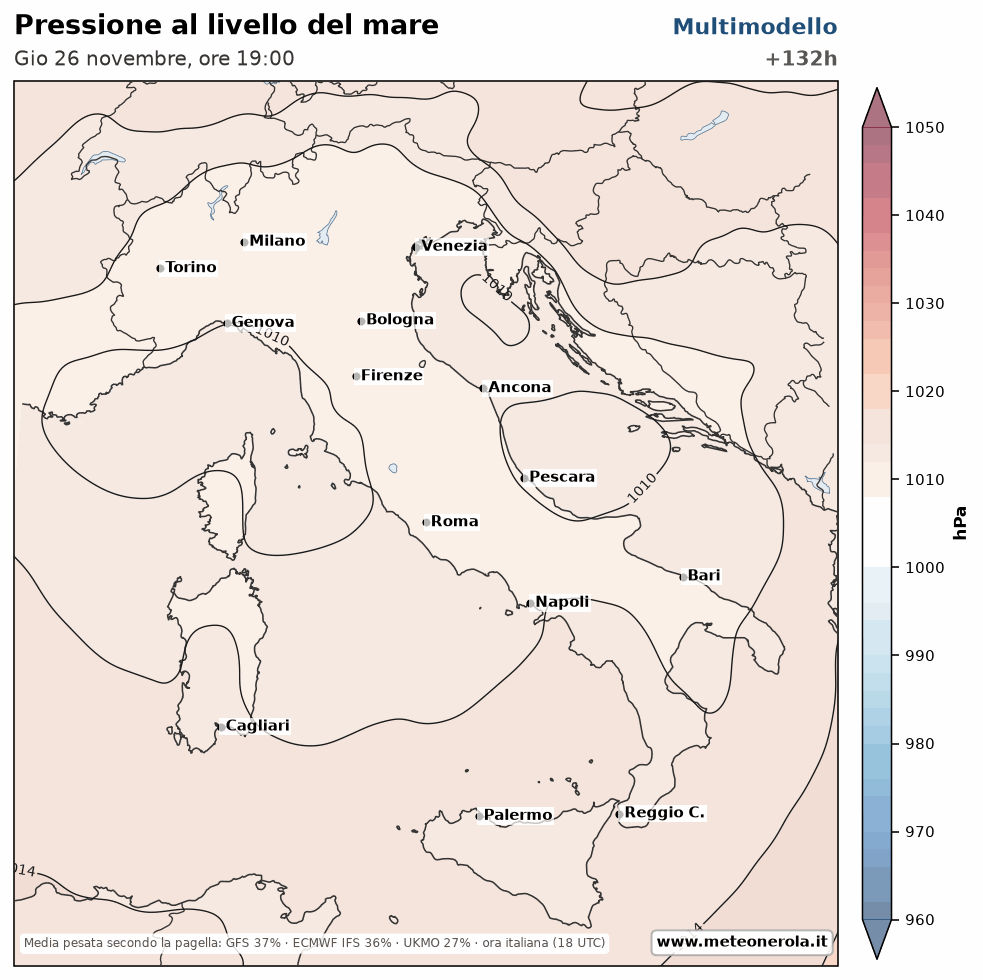 Pressione al livello del mare
Multimodello
Gio 26 novembre, ore 19:00
+132h
1050
1040
1030
1020
1010
1000
990
980
970
960
hPa
Milano
Venezia
Torino
1010
Genova
Bologna
1010
Firenze
Ancona
Pescara
1010
Roma
Bari
Napoli
Cagliari
Palermo
Reggio C.
014
Media pesata secondo la pagella: GFS 37% · ECMWF IFS 36% · UKMO 27% · ora italiana (18 UTC)
www.meteonerola.it